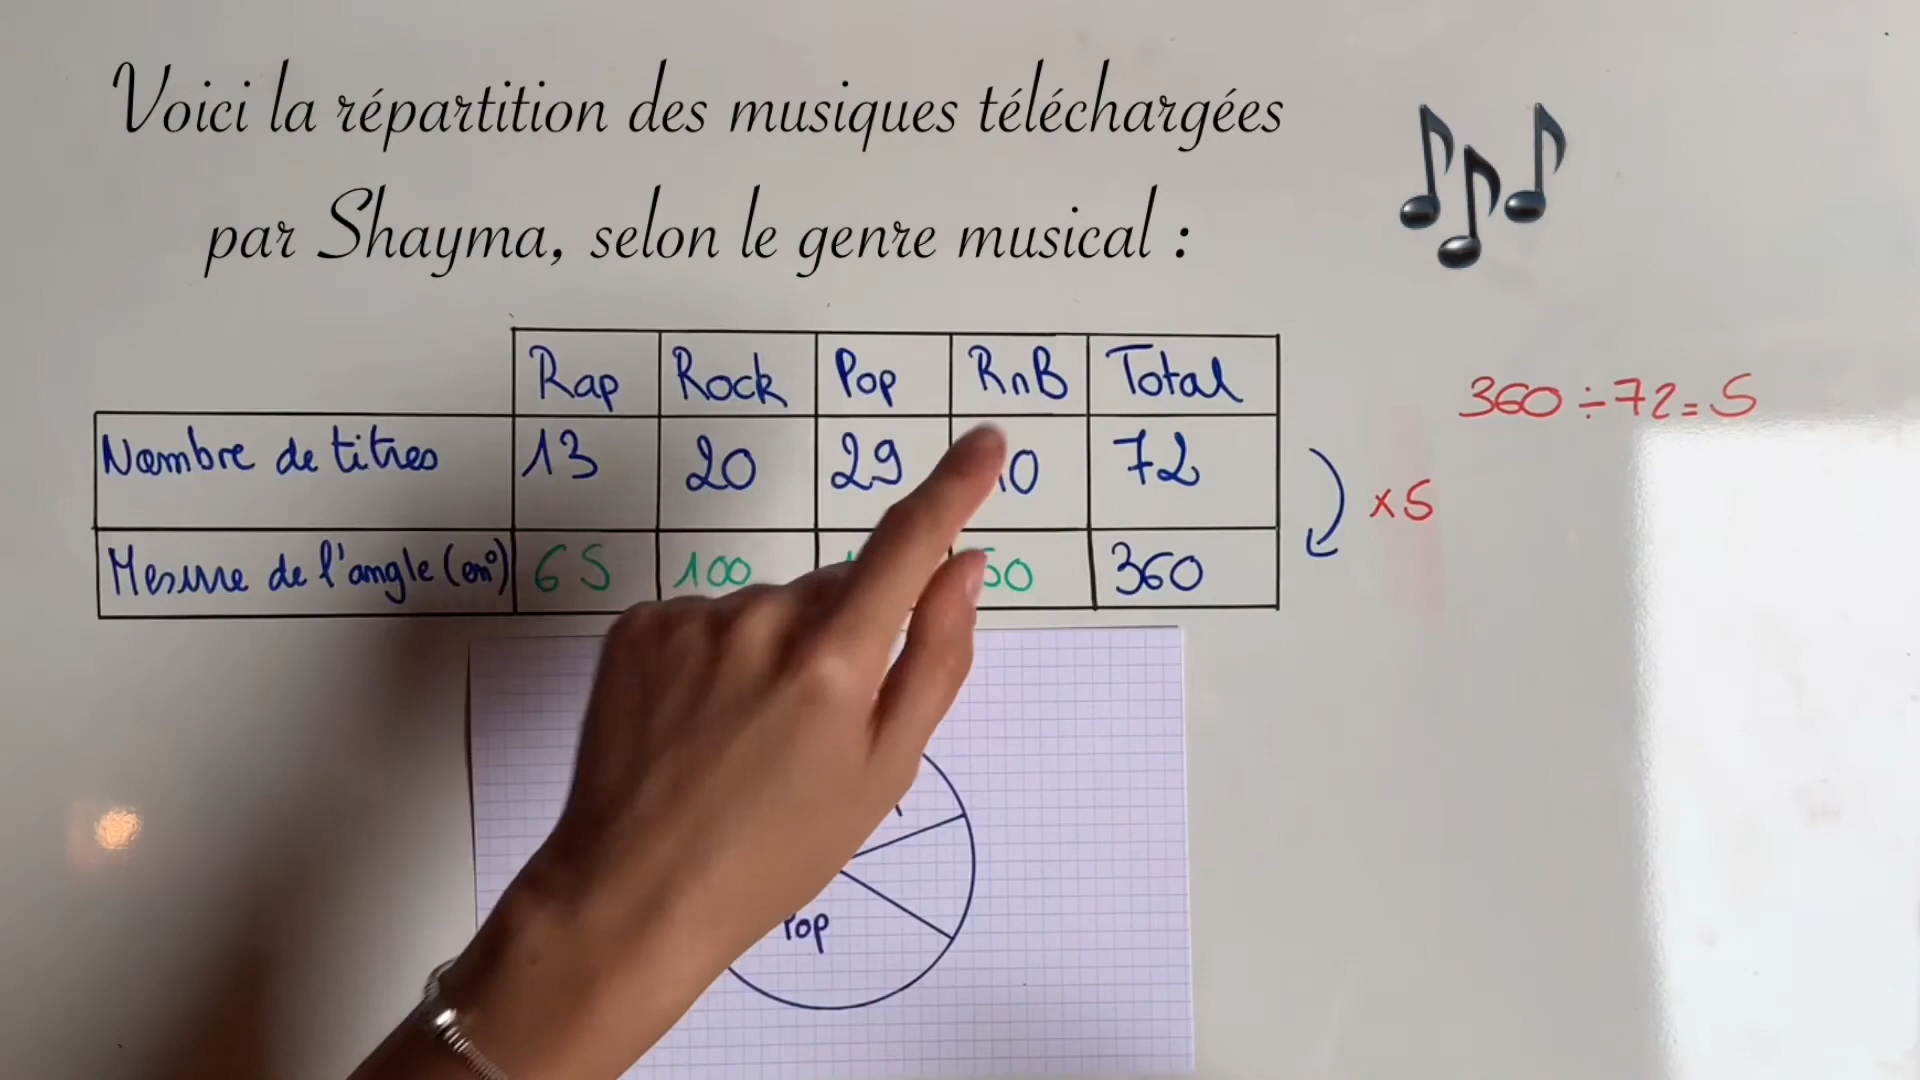 Voici la répartition des musiques téléchargées
par Shayma, selon le genre musical :
Rap Rock Pop RnB Total
Nombre de titres 13 20 29 72
Mesure de l'angle (en°) 65 100 50 360
360 ÷ 72 = 5
× 5
Pop